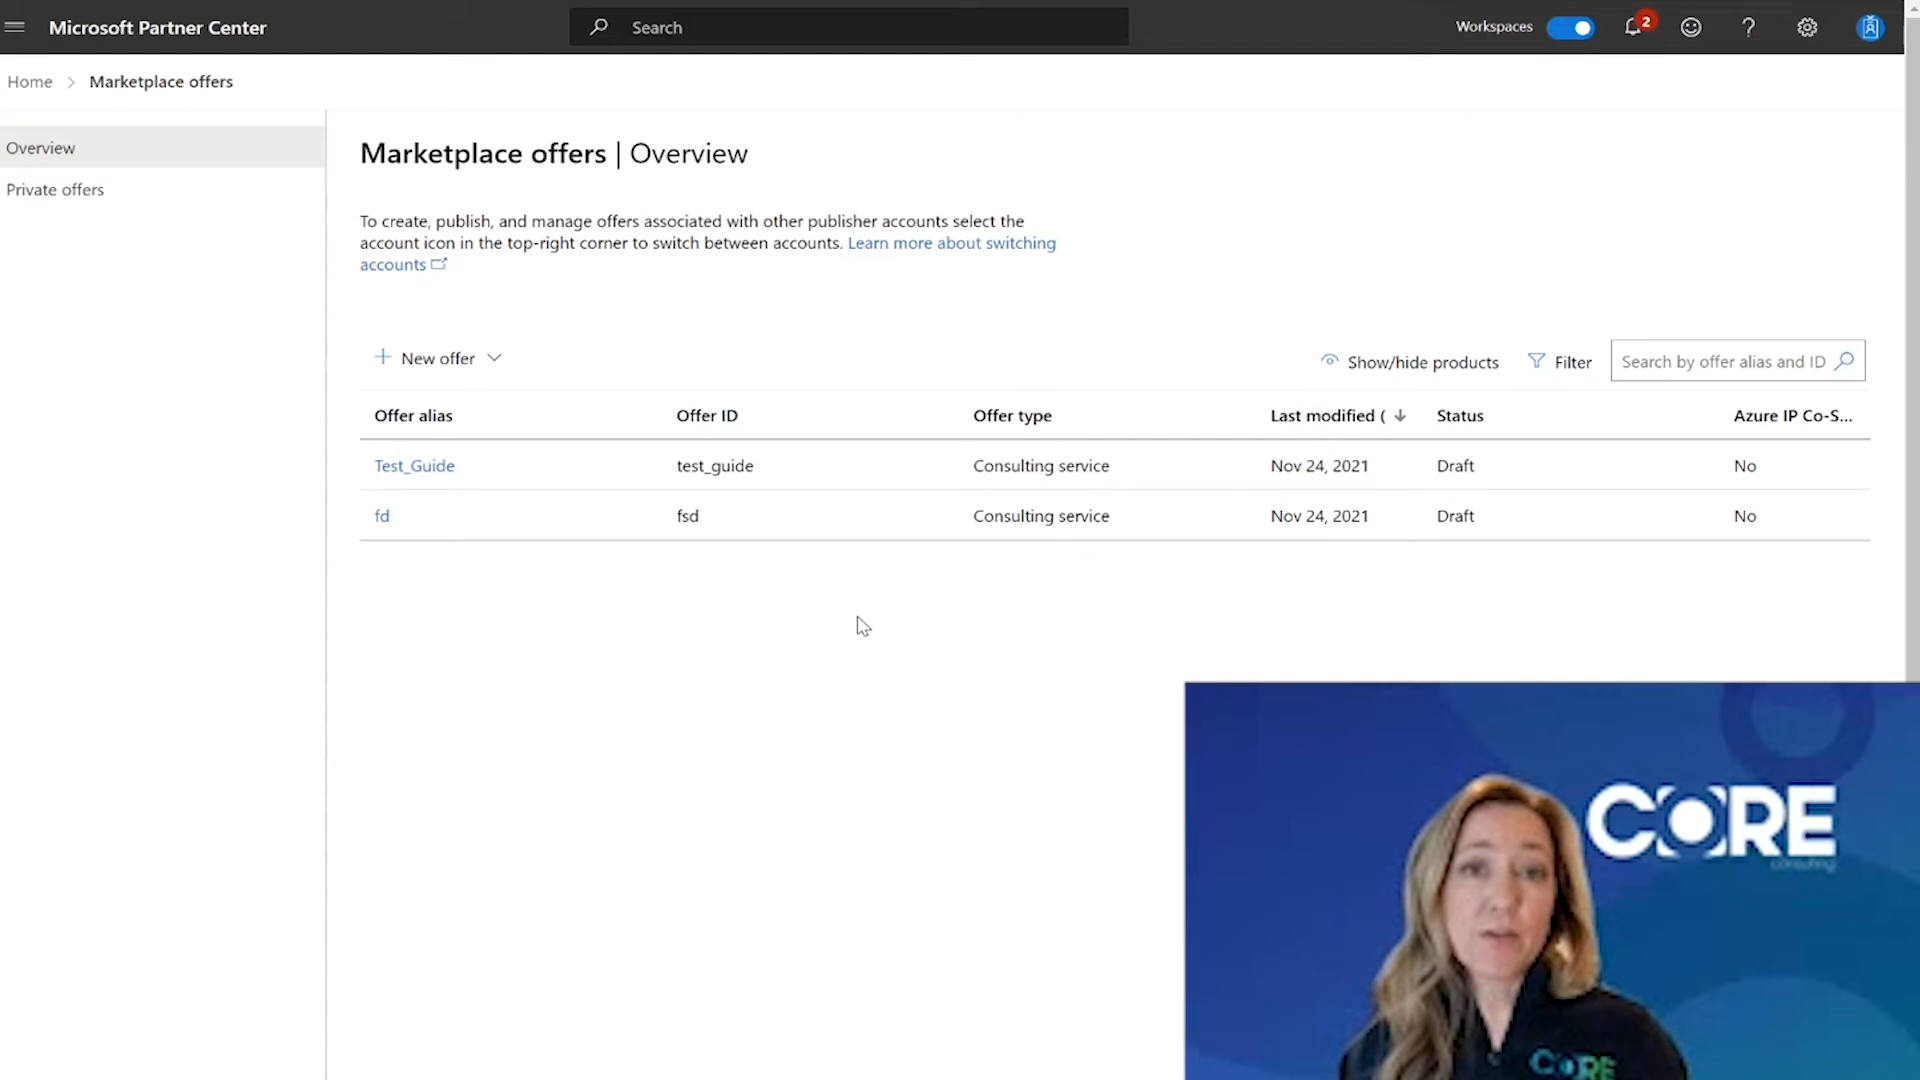 Microsoft Partner Center
Search
Workspaces
2
Home > Marketplace offers
Overview
Private offers
Marketplace offers | Overview
To create, publish, and manage offers associated with other publisher accounts select the
account icon in the top-right corner to switch between accounts. Learn more about switching
accounts
+ New offer
Show/hide products
Filter
Search by offer alias and ID
Offer alias Offer ID Offer type Last modified ( Status Azure IP Co-S...
Test_Guide test_guide Consulting service Nov 24, 2021 Draft No
fd fsd Consulting service Nov 24, 2021 Draft No
CORE
consulting
CORE